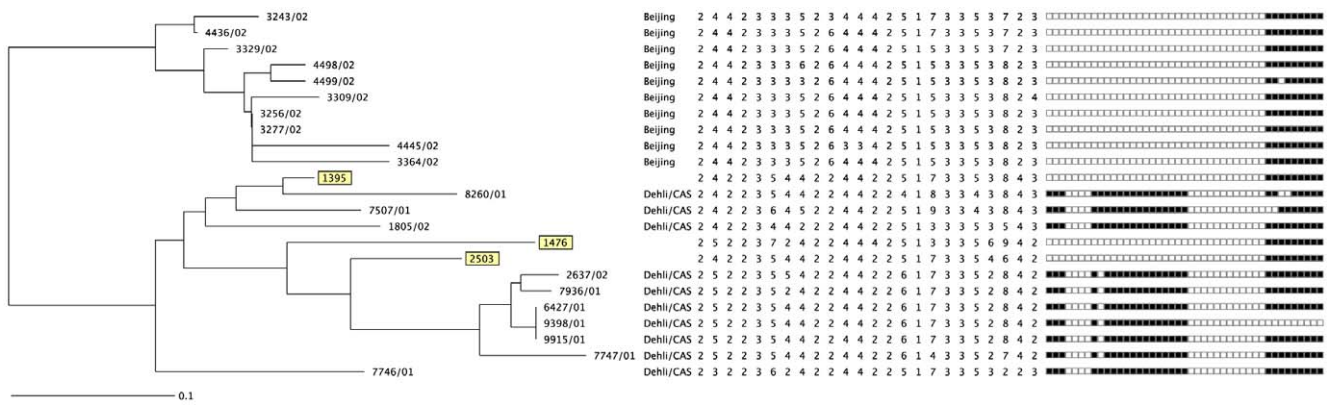 3243/02 Beijing 2 4 4 2 3 3 3 5 2 3 4 4 4 2 5 1 7 3 3 5 3 7 2 3
4436/02 Beijing 2 4 4 2 3 3 3 5 2 6 4 4 4 2 5 1 7 3 3 5 3 7 2 3
3329/02 Beijing 2 4 4 2 3 3 3 5 2 6 4 4 4 2 5 1 5 3 3 5 3 7 2 3
4498/02 Beijing 2 4 4 2 3 3 3 6 2 6 4 4 4 2 5 1 5 3 3 5 3 8 2 3
4499/02 Beijing 2 4 4 2 3 3 3 5 2 6 4 4 4 2 5 1 5 3 3 5 3 8 2 3
3309/02 Beijing 2 4 4 2 3 3 3 5 2 6 4 4 4 2 5 1 5 3 3 5 3 8 2 4
3256/02 Beijing 2 4 4 2 3 3 3 5 2 6 4 4 4 2 5 1 5 3 3 5 3 8 2 3
3277/02 Beijing 2 4 4 2 3 3 3 5 2 6 4 4 4 2 5 1 5 3 3 5 3 8 2 3
4445/02 Beijing 2 4 4 2 3 3 3 5 2 6 3 3 4 2 5 1 5 3 3 5 3 8 2 3
3364/02 Beijing 2 4 4 2 3 3 3 5 2 6 4 4 4 2 5 1 5 3 3 5 3 8 2 3
1395 2 4 2 2 3 5 4 4 2 2 4 4 2 2 5 1 7 3 3 4 3 8 4 3
8260/01 Dehli/CAS 2 4 2 2 3 5 4 4 2 2 4 4 2 2 4 1 8 3 3 4 3 8 4 3
7507/01 Dehli/CAS 2 4 2 2 3 6 4 5 2 2 4 4 2 2 5 1 9 3 3 4 3 8 4 3
1805/02 Dehli/CAS 2 4 2 2 3 5 4 4 2 2 4 4 2 2 5 1 5 3 3 5 3 5 4 3
1476 2 5 2 2 3 7 2 4 2 2 4 4 4 2 5 1 3 3 3 5 6 9 4 2
2503 2 4 2 2 3 5 4 4 2 2 4 4 2 2 5 1 7 3 3 5 4 6 4 2
2637/02 Dehli/CAS 2 5 2 2 3 5 5 4 2 2 4 4 2 2 6 1 7 3 3 5 2 8 4 2
7936/01 Dehli/CAS 2 5 2 2 3 5 2 4 2 2 4 4 2 2 6 1 7 3 3 5 2 8 4 2
6427/01 Dehli/CAS 2 5 2 2 3 5 4 4 2 2 4 4 2 2 6 1 7 3 3 5 2 8 4 2
9398/01 Dehli/CAS 2 5 2 2 3 5 4 4 2 2 4 4 2 2 6 1 7 3 3 5 2 8 4 2
9915/01 Dehli/CAS 2 5 2 2 3 5 4 4 2 2 4 4 2 2 6 1 7 3 3 5 2 8 4 2
7747/01 Dehli/CAS 2 5 2 2 3 5 4 4 2 2 4 4 2 2 6 1 4 3 3 5 2 7 4 2
7746/01 Dehli/CAS 2 3 2 2 3 6 2 4 2 2 4 4 2 2 5 1 7 3 3 5 3 2 2 3
0.1